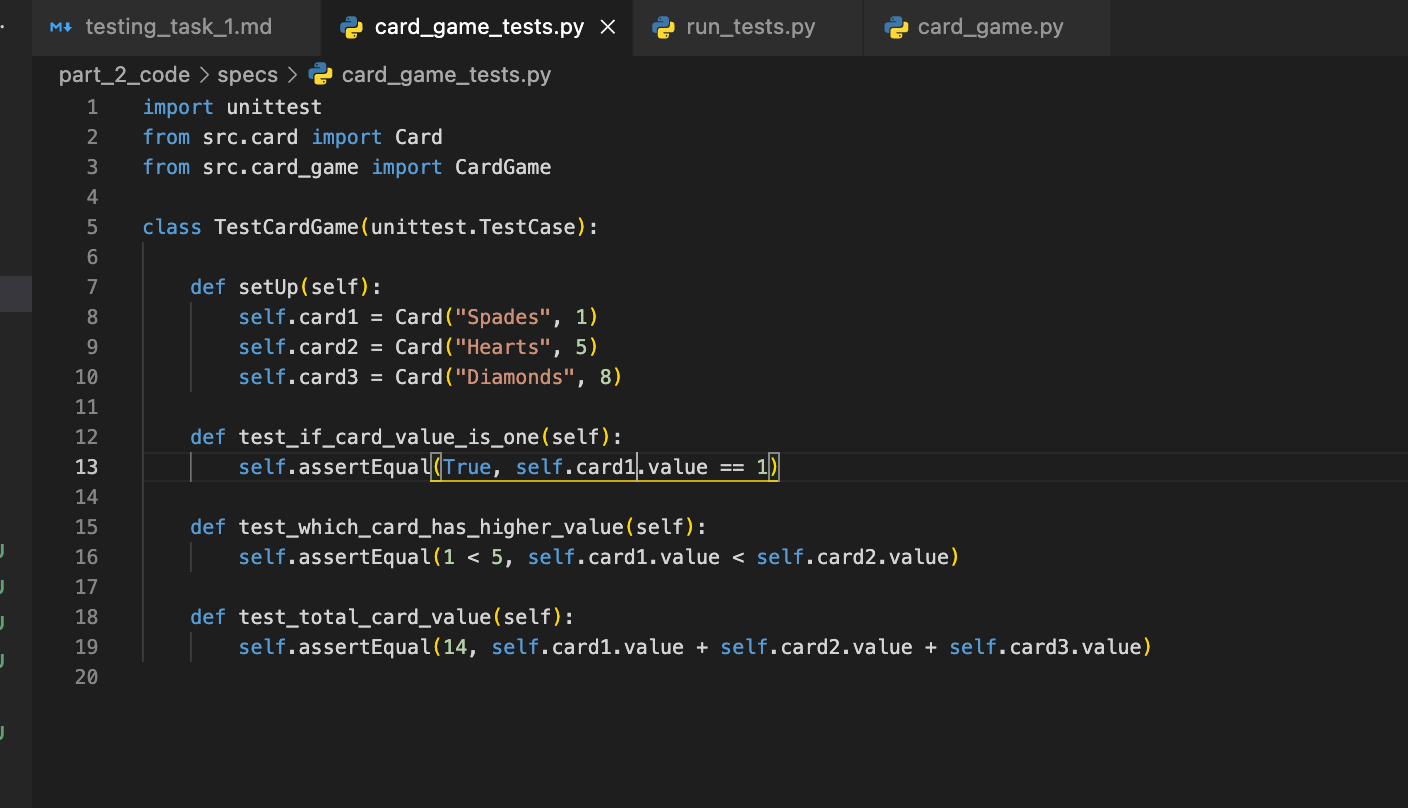 testing_task_1.md card_game_tests.py run_tests.py card_game.py
part_2_code > specs > card_game_tests.py
1 import unittest
2 from src.card import Card
3 from src.card_game import CardGame
4
5 class TestCardGame(unittest.TestCase):
6
7     def setUp(self):
8         self.card1 = Card("Spades", 1)
9         self.card2 = Card("Hearts", 5)
10         self.card3 = Card("Diamonds", 8)
11
12     def test_if_card_value_is_one(self):
13         self.assertEqual(True, self.card1.value == 1)
14
15     def test_which_card_has_higher_value(self):
16         self.assertEqual(1 < 5, self.card1.value < self.card2.value)
17
18     def test_total_card_value(self):
19         self.assertEqual(14, self.card1.value + self.card2.value + self.card3.value)
20